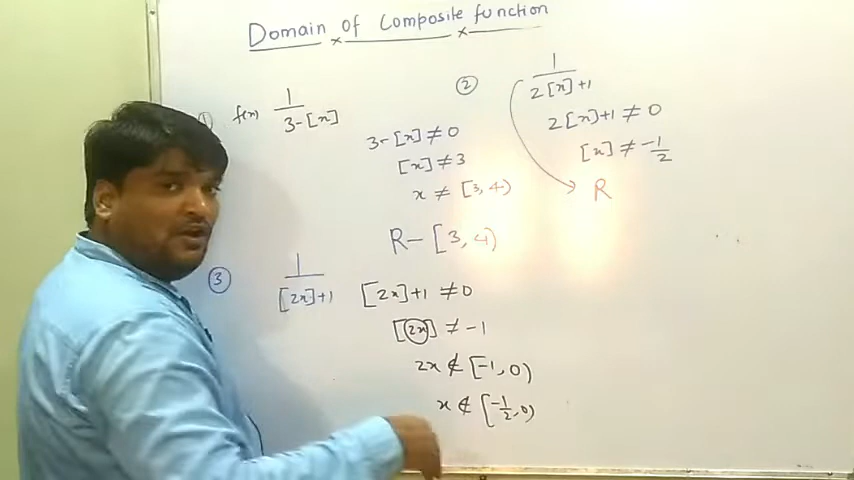 Domain of Composite function
① f(x) 1/(3-[x])
3-[x] ≠ 0
[x] ≠ 3
x ≠ [3, 4)
R - [3, 4)
② 1/(2[x]+1)
2[x]+1 ≠ 0
[x] ≠ -1/2
R
③ 1/([2x]+1)
[2x]+1 ≠ 0
[2x] ≠ -1
2x ∉ [-1, 0)
x ∉ [-1/2, 0)